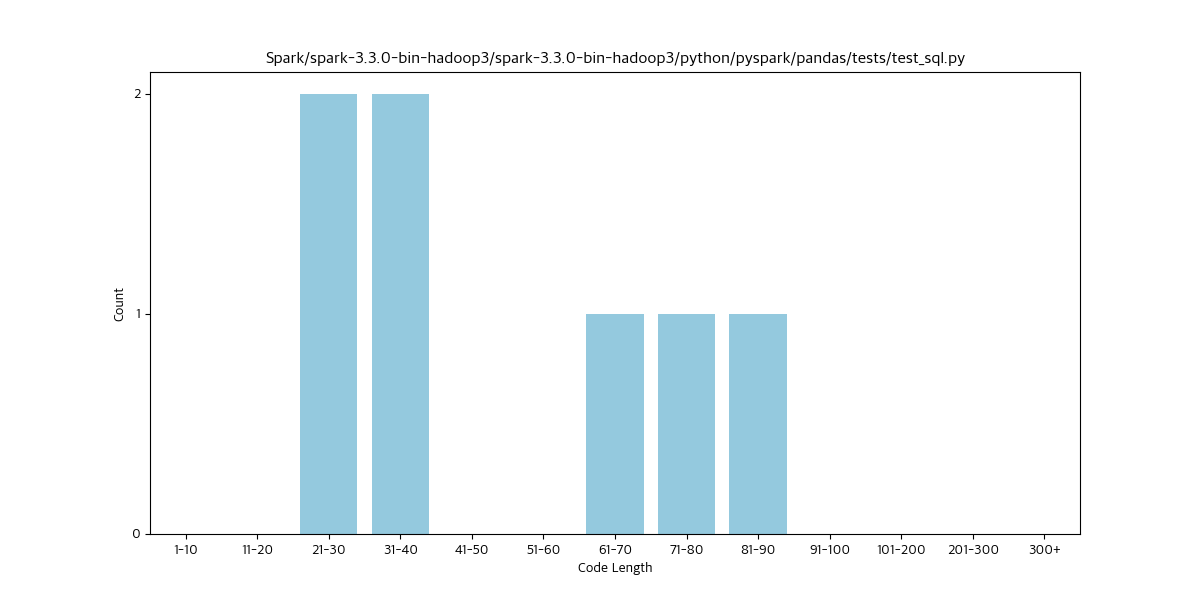 Spark/spark-3.3.0-bin-hadoop3/spark-3.3.0-bin-hadoop3/python/pyspark/pandas/tests/test_sql.py
2
1
0
Count
1-10 11-20 21-30 31-40 41-50 51-60 61-70 71-80 81-90 91-100 101-200 201-300 300+
Code Length